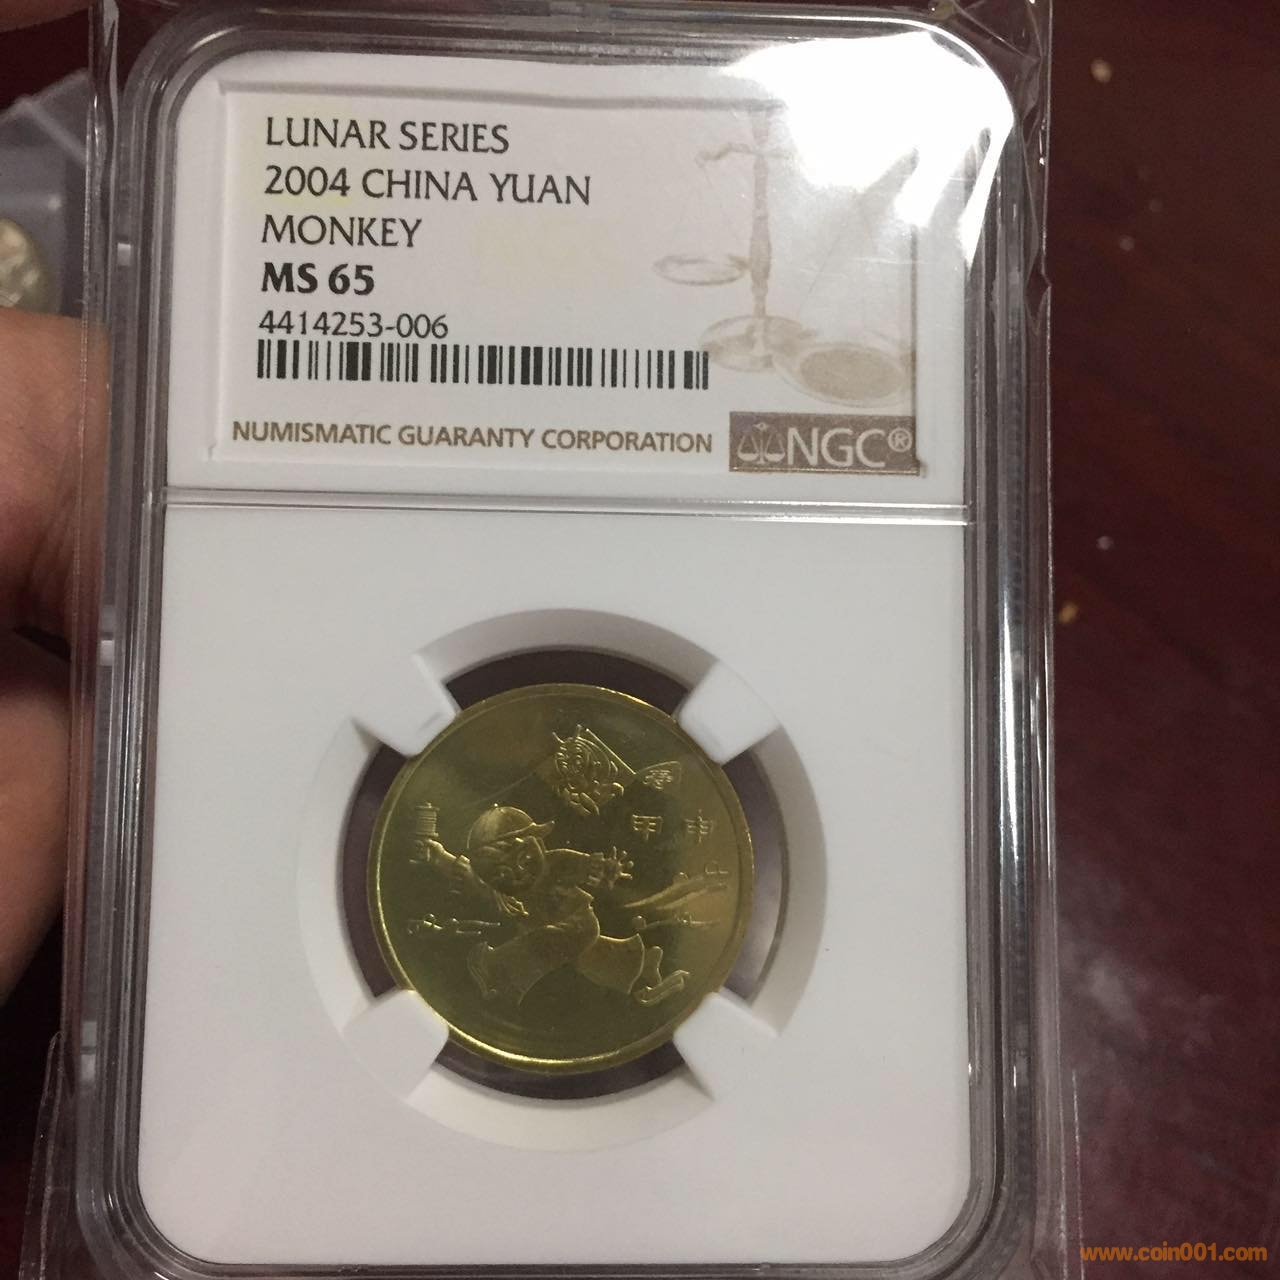 LUNAR SERIES
2004 CHINA YUAN
MONKEY
MS 65
4414253-006
NUMISMATIC GUARANTY CORPORATION
NGC®
甲申
www.coin001.com